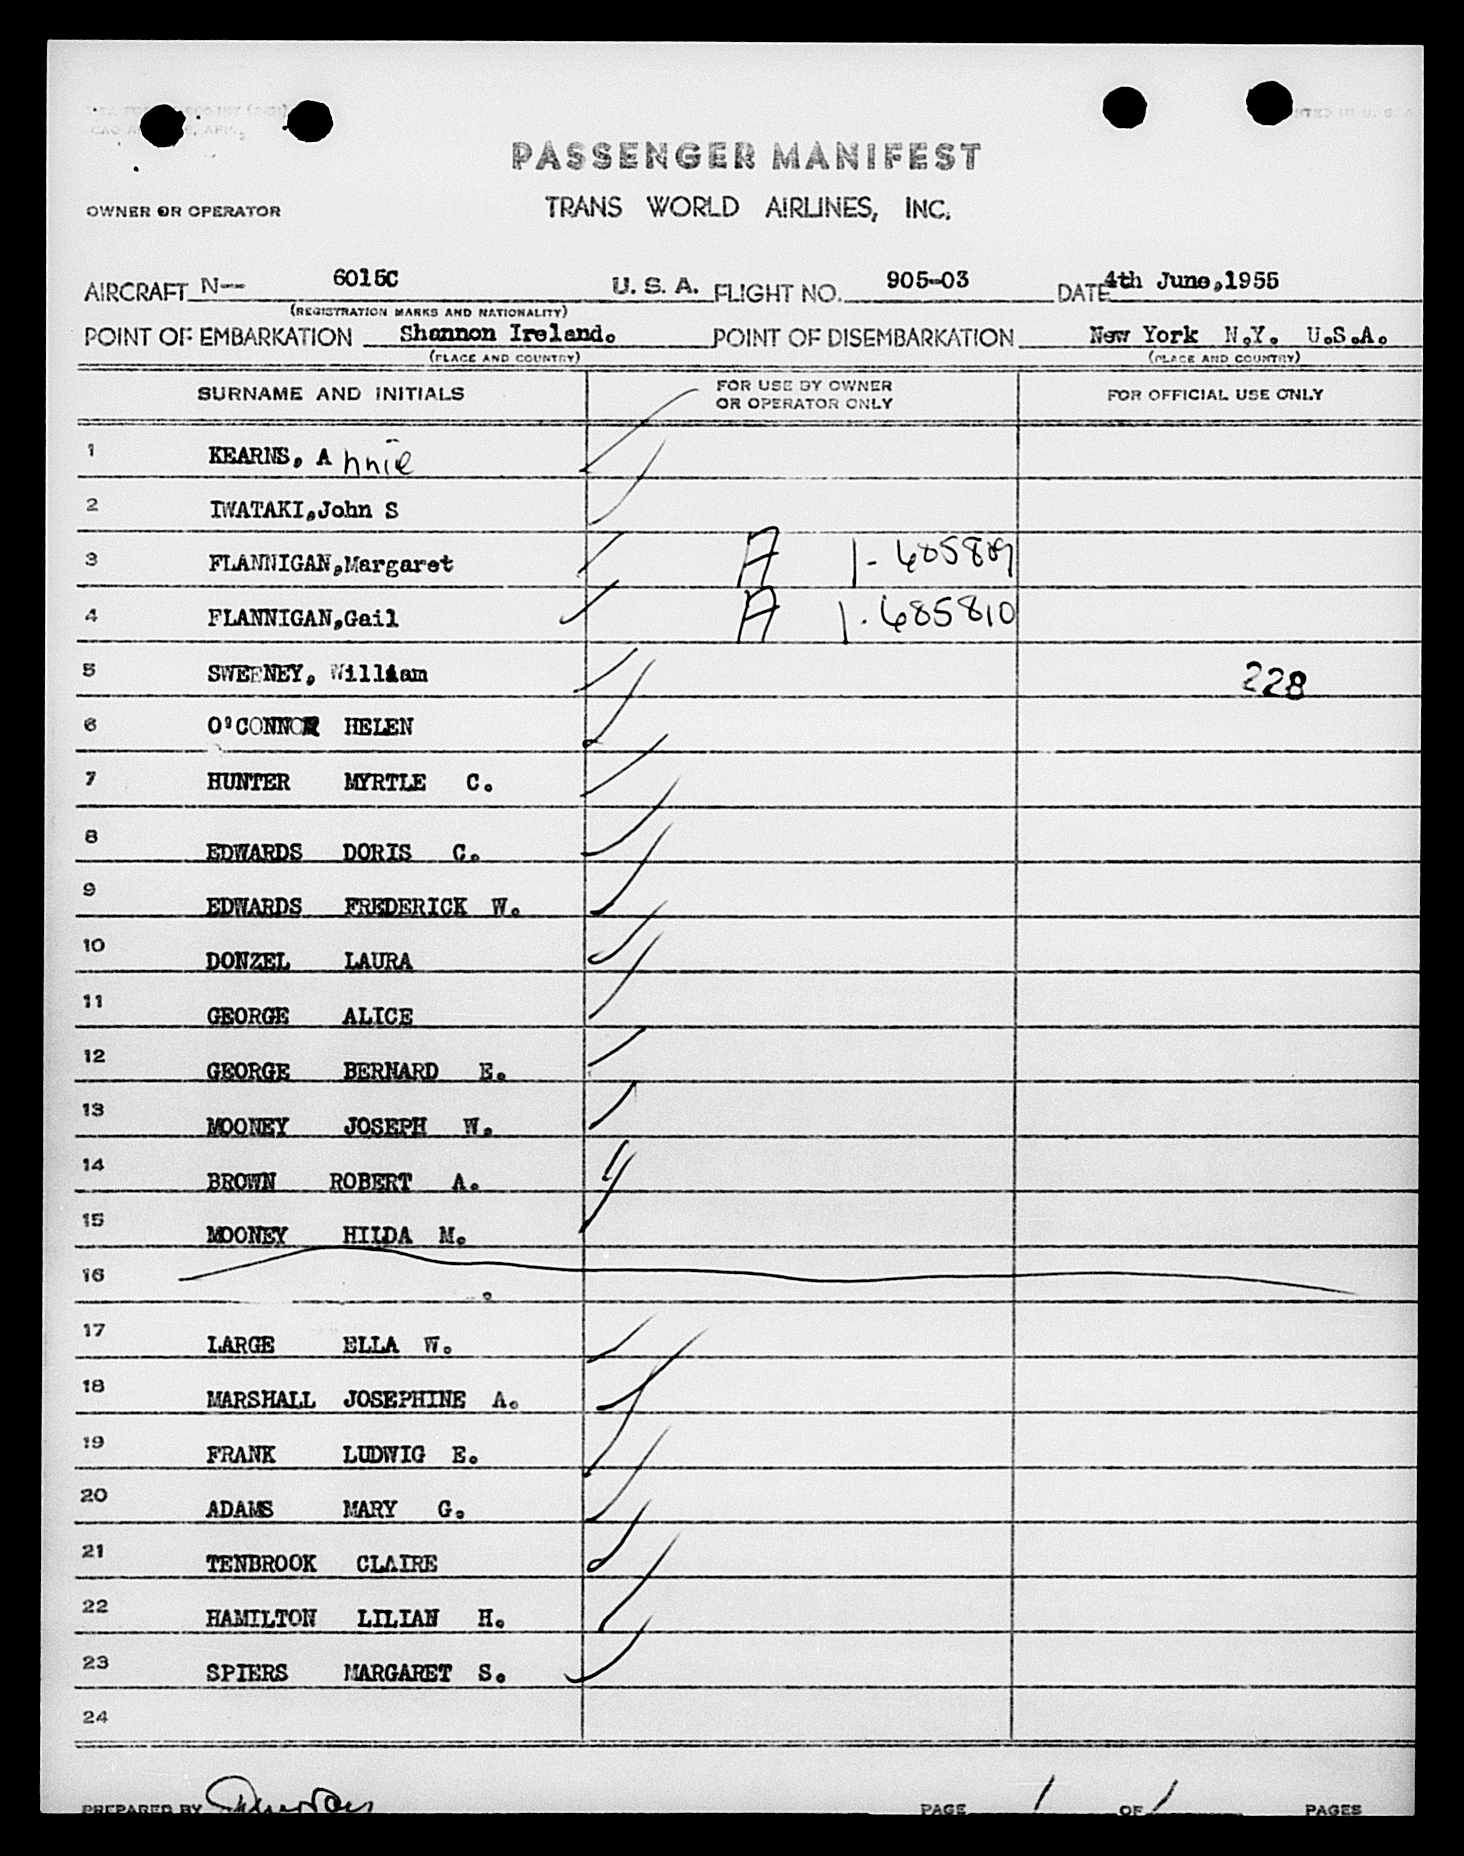 PASSENGER MANIFEST
OWNER OR OPERATOR TRANS WORLD AIRLINES, INC.
AIRCRAFT N-- 6015C U. S. A. FLIGHT NO. 905-03 DATE 4th June,1955
(REGISTRATION MARKS AND NATIONALITY)
POINT OF EMBARKATION Shannon Ireland. POINT OF DISEMBARKATION New York N.Y. U.S.A.
(PLACE AND COUNTRY) (PLACE AND COUNTRY)
SURNAME AND INITIALS FOR USE BY OWNER OR OPERATOR ONLY FOR OFFICIAL USE ONLY
1 KEARNS, A nnie
2 IWATAKI,John S
3 FLANNIGAN,Margaret A 1-685809
4 FLANNIGAN,Gail A 1-685810
5 SWEENEY, William 228
6 O'CONNOR HELEN
7 HUNTER MYRTLE C.
8 EDWARDS DORIS C.
9 EDWARDS FREDERICK W.
10 DONZEL LAURA
11 GEORGE ALICE
12 GEORGE BERNARD E.
13 MOONEY JOSEPH W.
14 BROWN ROBERT A.
15 MOONEY HILDA M.
16 .
17 LARGE ELLA W.
18 MARSHALL JOSEPHINE A.
19 FRANK LUDWIG E.
20 ADAMS MARY G.
21 TENBROOK CLAIRE
22 HAMILTON LILIAN H.
23 SPIERS MARGARET S.
24
PREPARED BY PAGE 1 OF 1 PAGES